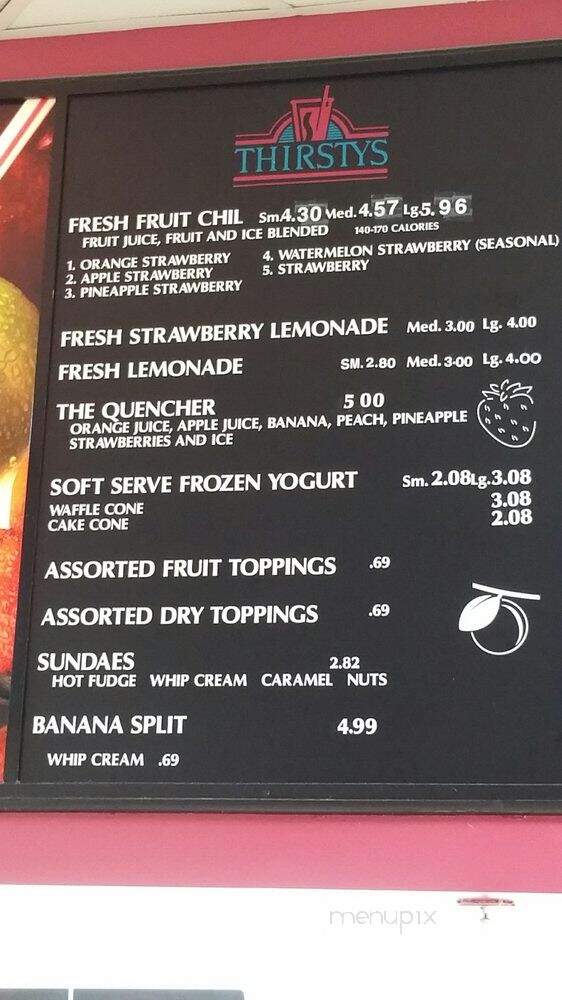 THIRSTYS
FRESH FRUIT CHIL Sm4.30 Med. 4.57 Lg.5.96
FRUIT JUICE, FRUIT AND ICE BLENDED 140-170 CALORIES
1. ORANGE STRAWBERRY 4. WATERMELON STRAWBERRY (SEASONAL)
2. APPLE STRAWBERRY 5. STRAWBERRY
3. PINEAPPLE STRAWBERRY
FRESH STRAWBERRY LEMONADE Med. 3.00 Lg. 4.00
FRESH LEMONADE SM. 2.80 Med. 3.00 Lg. 4.00
THE QUENCHER 5 00
ORANGE JUICE, APPLE JUICE, BANANA, PEACH, PINEAPPLE
STRAWBERRIES AND ICE
SOFT SERVE FROZEN YOGURT Sm. 2.08Lg.3.08
WAFFLE CONE 3.08
CAKE CONE 2.08
ASSORTED FRUIT TOPPINGS .69
ASSORTED DRY TOPPINGS .69
SUNDAES 2.82
HOT FUDGE WHIP CREAM CARAMEL NUTS
BANANA SPLIT 4.99
WHIP CREAM .69
menupix